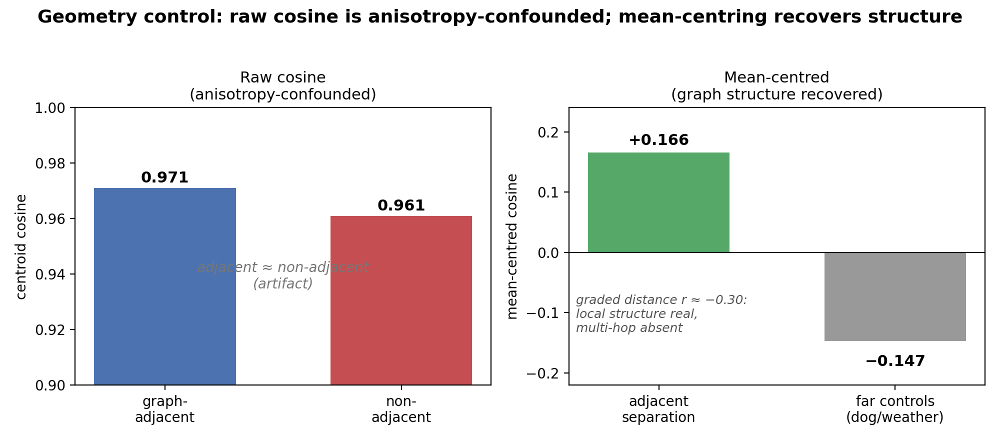 Geometry control: raw cosine is anisotropy-confounded; mean-centring recovers structure
Raw cosine
(anisotropy-confounded)
1.00
0.98
0.96
0.94
0.92
0.90
centroid cosine
0.971
0.961
adjacent ≈ non-adjacent
(artifact)
graph-
adjacent
non-
adjacent
Mean-centred
(graph structure recovered)
0.2
0.1
0.0
−0.1
−0.2
mean-centred cosine
+0.166
−0.147
graded distance r ≈ −0.30:
local structure real,
multi-hop absent
adjacent
separation
far controls
(dog/weather)